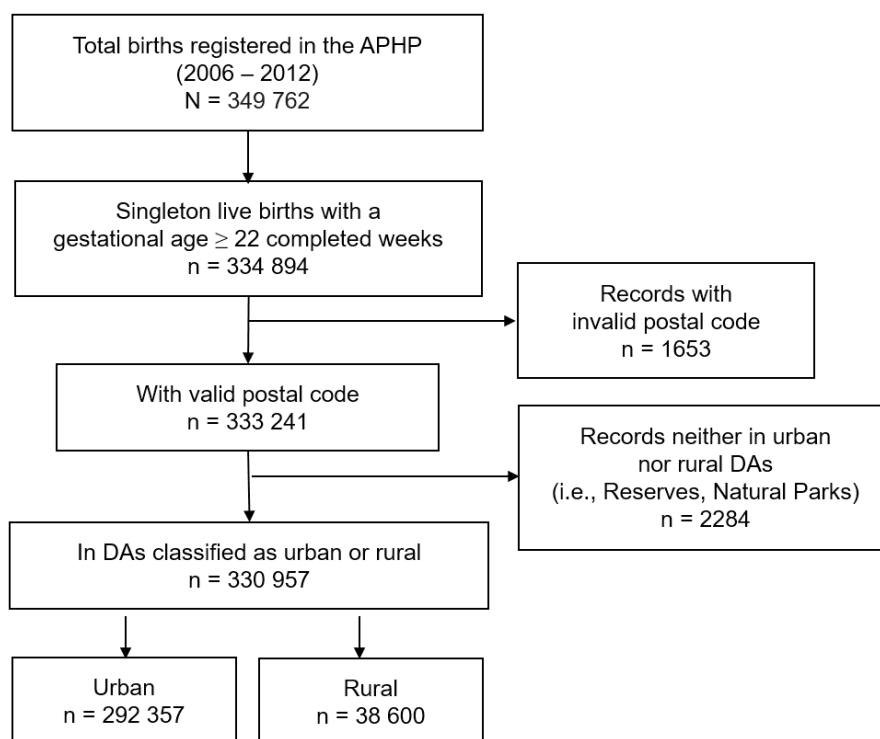 Total births registered in the APHP
(2006 – 2012)
N = 349 762
Singleton live births with a
gestational age ≥ 22 completed weeks
n = 334 894
Records with
invalid postal code
n = 1653
With valid postal code
n = 333 241
Records neither in urban
nor rural DAs
(i.e., Reserves, Natural Parks)
n = 2284
In DAs classified as urban or rural
n = 330 957
Urban
n = 292 357
Rural
n = 38 600